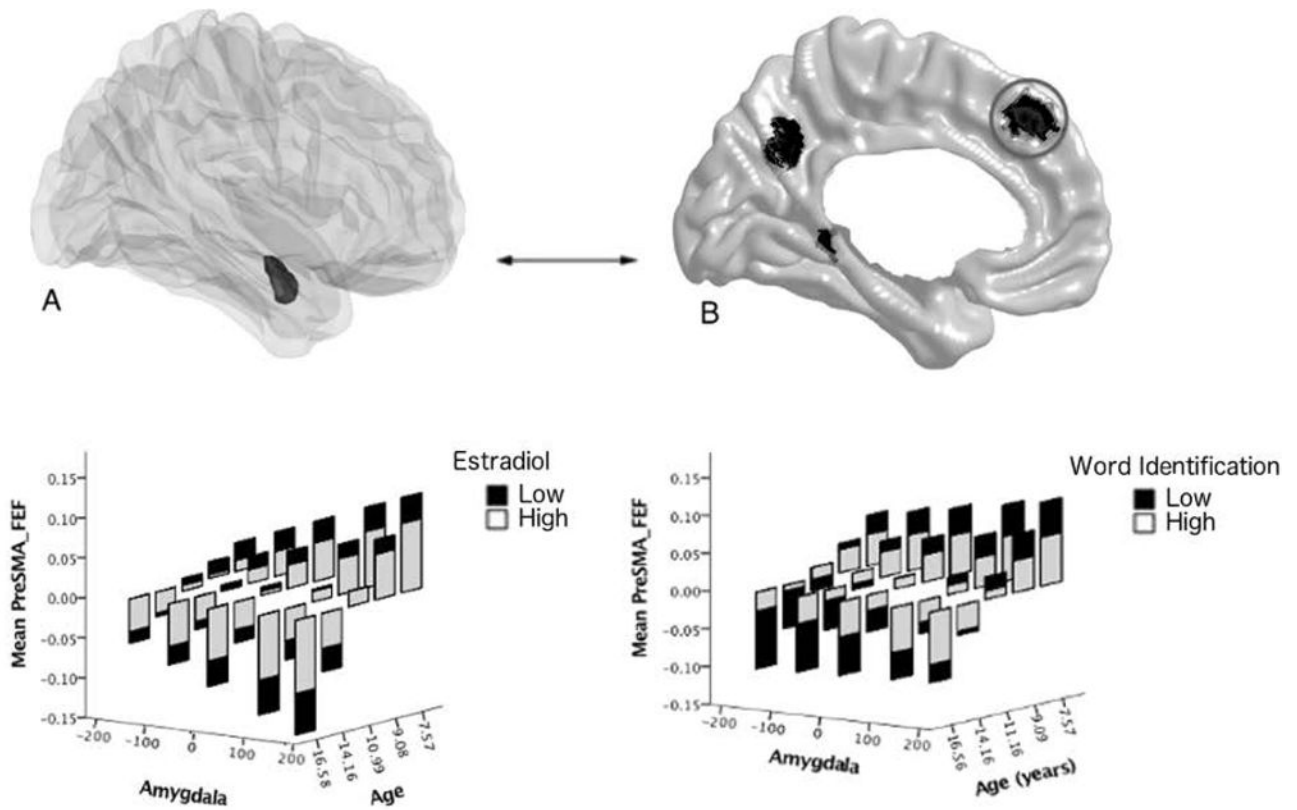 A
B
Estradiol
Low
High
Mean PreSMA_FEF
0.15
0.10
0.05
0.00
-0.05
-0.10
-0.15
-200
-100
0
100
200
Amygdala
16.58
14.16
10.99
9.08
7.57
Age
Word Identification
Low
High
Mean PreSMA_FEF
0.15
0.10
0.05
0.00
-0.05
-0.10
-0.15
-200
-100
0
100
200
Amygdala
16.56
14.16
11.16
9.09
7.57
Age (years)